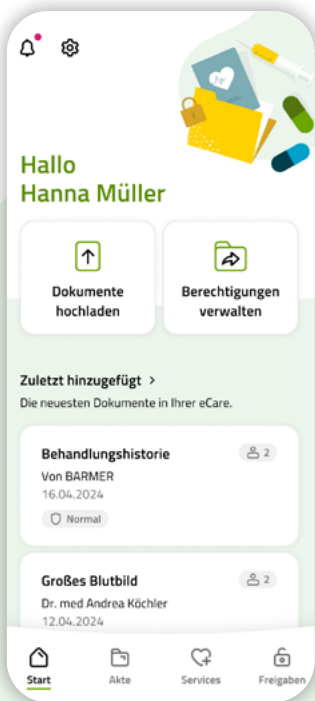 Hallo
Hanna Müller
Dokumente
hochladen
Berechtigungen
verwalten
Zuletzt hinzugefügt >
Die neuesten Dokumente in Ihrer eCare.
Behandlungshistorie
2
Von BARMER
16.04.2024
Normal
Großes Blutbild
2
Dr. med Andrea Köchler
12.04.2024
Start
Akte
Services
Freigaben